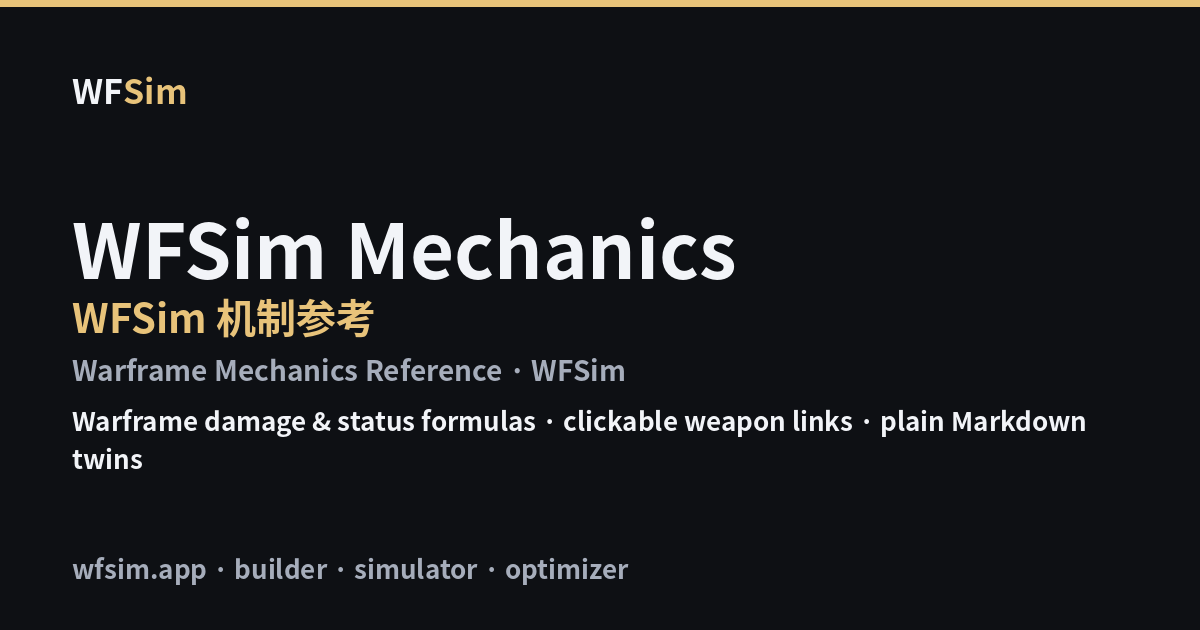 WFSim
WFSim Mechanics
WFSim 机制参考
Warframe Mechanics Reference · WFSim
Warframe damage & status formulas · clickable weapon links · plain Markdown
twins
wfsim.app · builder · simulator · optimizer